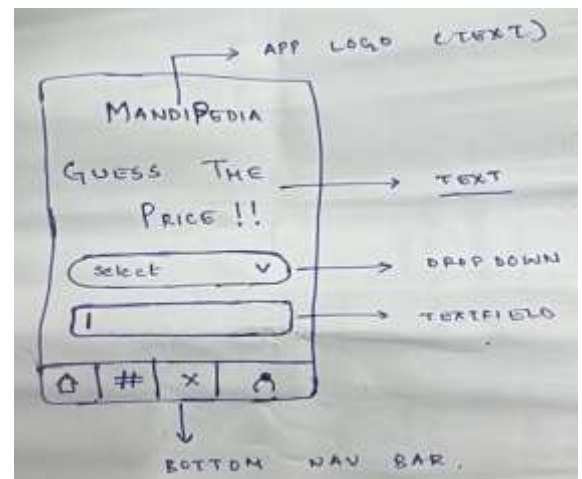 APP LOGO (TEXT)
MANDIPEDIA
GUESS THE
PRICE !!
TEXT
select
DROP DOWN
TEXTFIELD
#
X
BOTTOM NAV BAR.